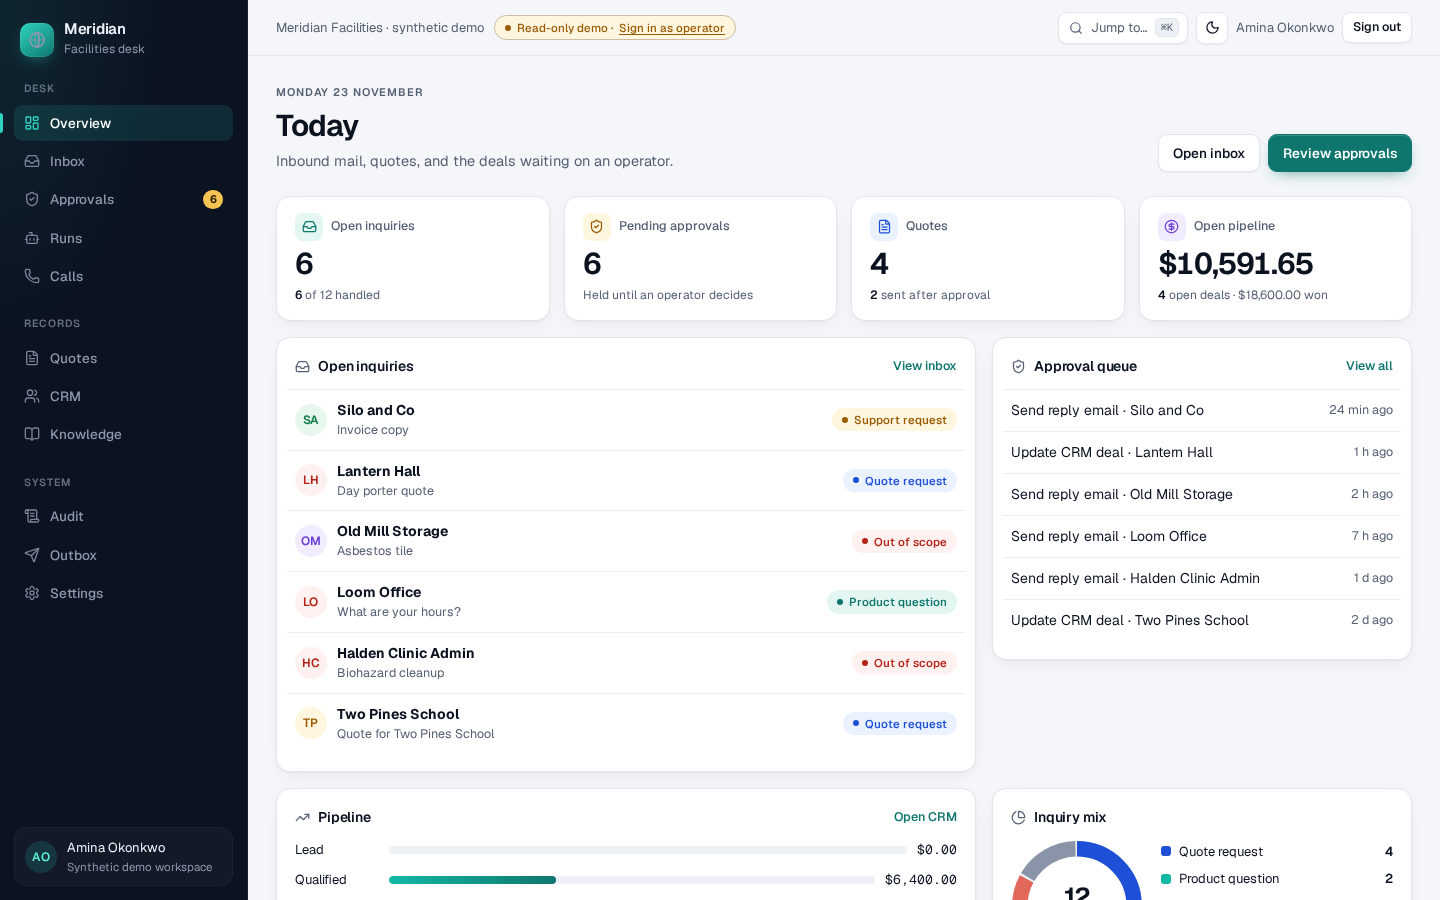 Meridian
Facilities desk
DESK
Overview
Inbox
Approvals 6
Runs
Calls
RECORDS
Quotes
CRM
Knowledge
SYSTEM
Audit
Outbox
Settings
AO Amina Okonkwo
Synthetic demo workspace
Meridian Facilities · synthetic demo Read-only demo · Sign in as operator Jump to... ⌘K Amina Okonkwo Sign out
MONDAY 23 NOVEMBER
Today
Inbound mail, quotes, and the deals waiting on an operator.
Open inbox Review approvals
Open inquiries
6
6 of 12 handled
Pending approvals
6
Held until an operator decides
Quotes
4
2 sent after approval
Open pipeline
$10,591.65
4 open deals · $18,600.00 won
Open inquiries View inbox
SA Silo and Co
Invoice copy
Support request
LH Lantern Hall
Day porter quote
Quote request
OM Old Mill Storage
Asbestos tile
Out of scope
LO Loom Office
What are your hours?
Product question
HC Halden Clinic Admin
Biohazard cleanup
Out of scope
TP Two Pines School
Quote for Two Pines School
Quote request
Approval queue View all
Send reply email · Silo and Co 24 min ago
Update CRM deal · Lantern Hall 1 h ago
Send reply email · Old Mill Storage 2 h ago
Send reply email · Loom Office 7 h ago
Send reply email · Halden Clinic Admin 1 d ago
Update CRM deal · Two Pines School 2 d ago
Pipeline Open CRM
Lead $0.00
Qualified $6,400.00
Inquiry mix
12
Quote request 4
Product question 2